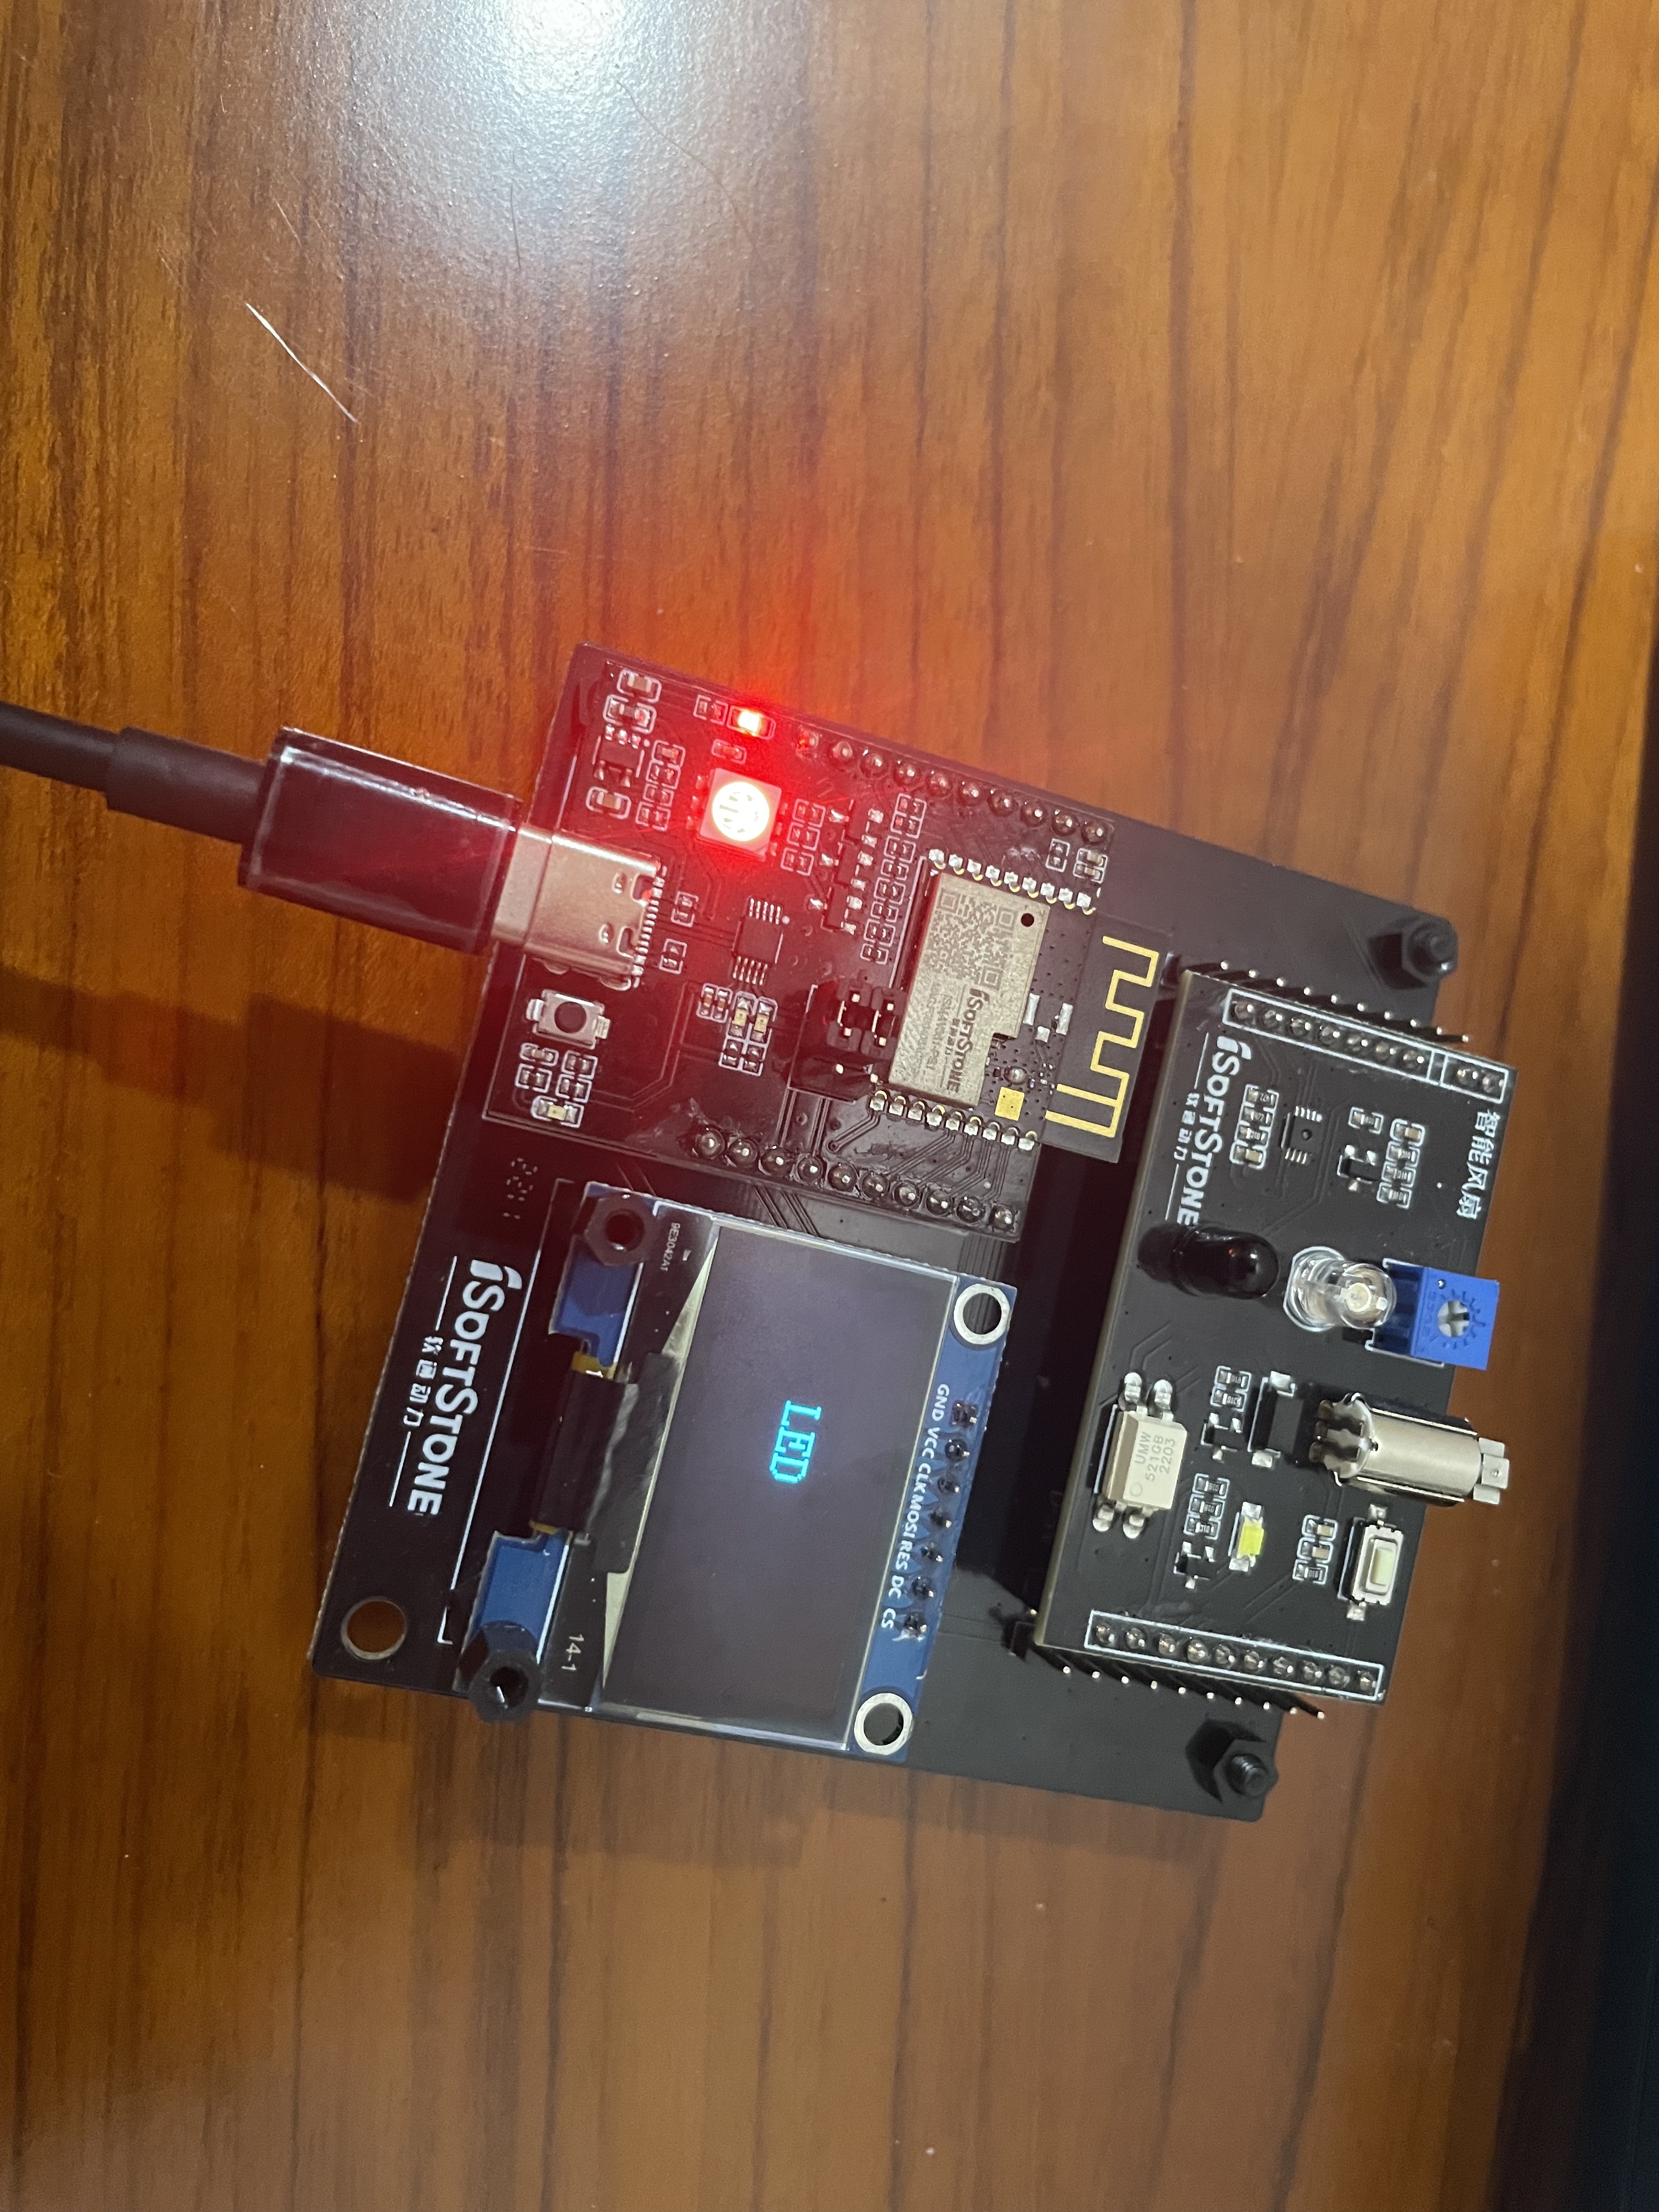 iSOFTSTONE
智能风扇
iSOFTSTONE
软通动力
UMW
521GB
2203
LED
GND VCC CLK MOSI RES DC CS
9E3042AT
14-1
iSOFTSTONE
软通动力